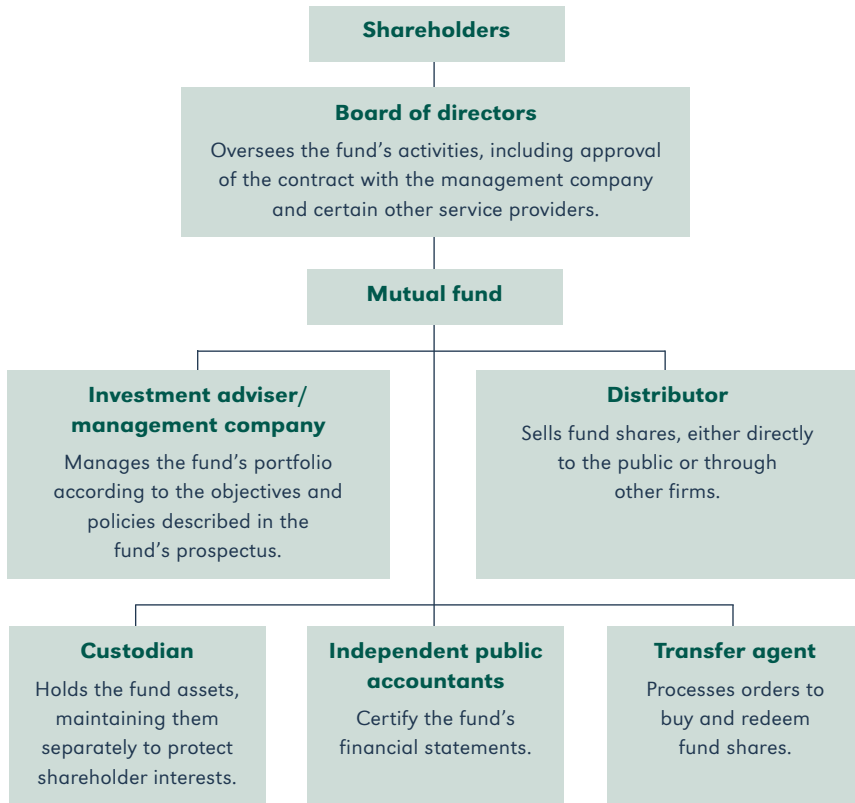 Shareholders
Board of directors
Oversees the fund’s activities, including approval
of the contract with the management company
and certain other service providers.
Mutual fund
Investment adviser/
management company
Manages the fund’s portfolio
according to the objectives and
policies described in the
fund’s prospectus.
Distributor
Sells fund shares, either directly
to the public or through
other firms.
Custodian
Holds the fund assets,
maintaining them
separately to protect
shareholder interests.
Independent public
accountants
Certify the fund’s
financial statements.
Transfer agent
Processes orders to
buy and redeem
fund shares.